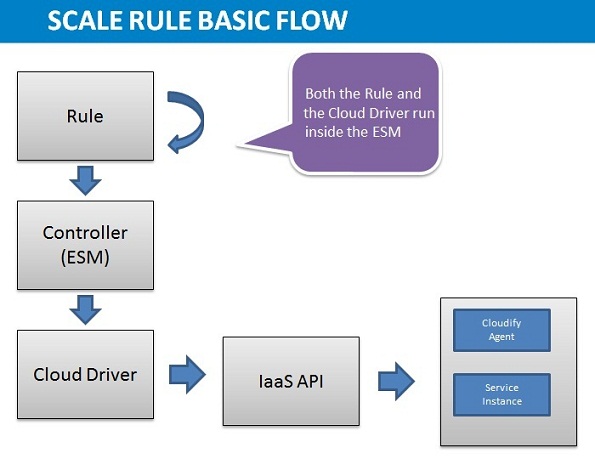 SCALE RULE BASIC FLOW
Rule
Both the Rule and
the Cloud Driver run
inside the ESM
Controller
(ESM)
Cloud Driver
IaaS API
Cloudify
Agent
Service
Instance